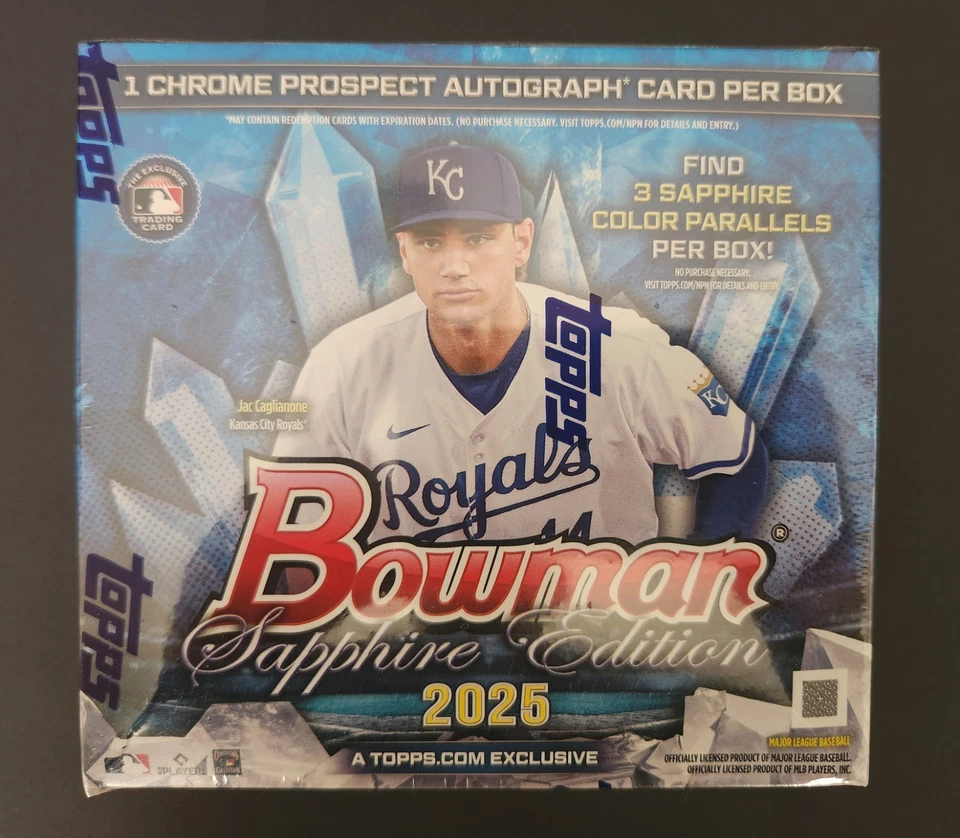 1 CHROME PROSPECT AUTOGRAPH* CARD PER BOX
*MAY CONTAIN REDEMPTION CARDS WITH EXPIRATION DATES. (NO PURCHASE NECESSARY. VISIT TOPPS.COM/NPN FOR DETAILS AND ENTRY.)
topps
THE EXCLUSIVE
TRADING
CARD
KC
FIND
3 SAPPHIRE
COLOR PARALLELS
PER BOX!
NO PURCHASE NECESSARY.
VISIT TOPPS.COM/NPN FOR DETAILS AND ENTRY.
topps
KC
Jac Caglianone
Kansas City Royals®
Royals
44
Bowman®
Sapphire Edition
2025
topps
A TOPPS.COM EXCLUSIVE
PLAYERS
MAJOR LEAGUE BASEBALL
OFFICIALLY LICENSED PRODUCT OF MAJOR LEAGUE BASEBALL.
OFFICIALLY LICENSED PRODUCT OF MLB PLAYERS, INC.